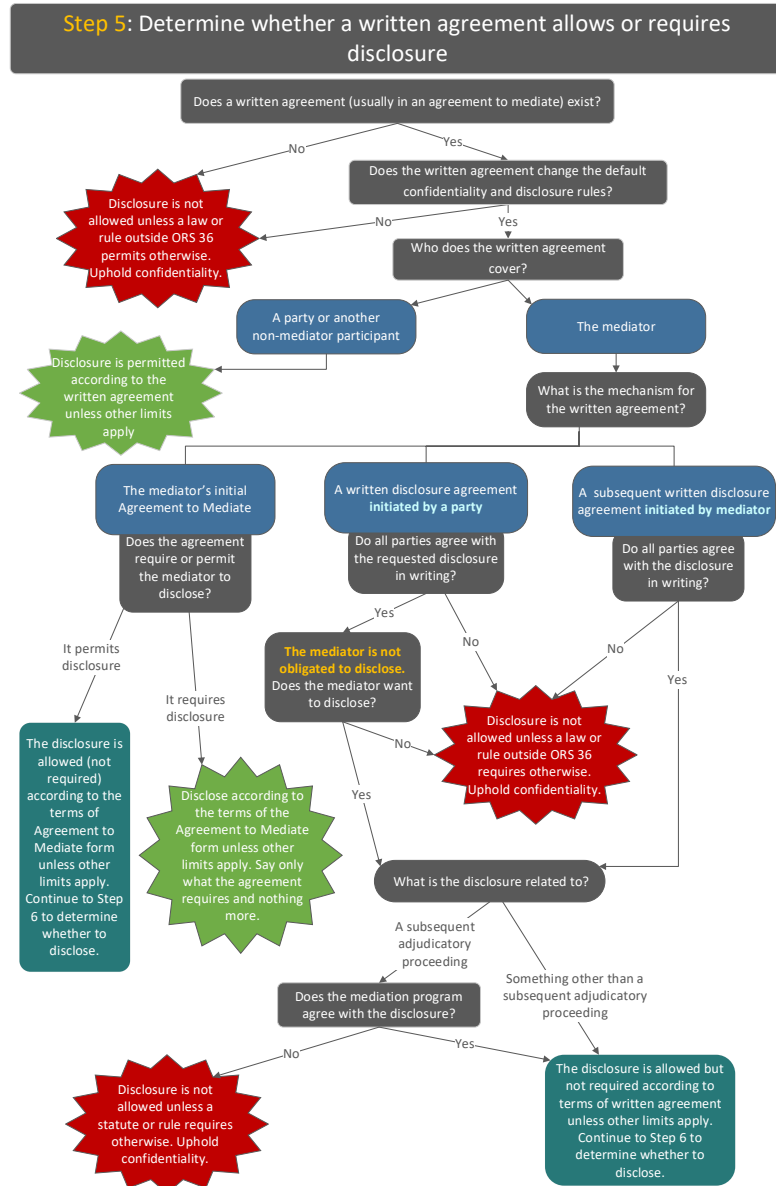 Step 5: Determine whether a written agreement allows or requires
disclosure
Does a written agreement (usually in an agreement to mediate) exist?
No
Yes
Does the written agreement change the default
confidentiality and disclosure rules?
Disclosure is not
allowed unless a law or
rule outside ORS 36
permits otherwise.
Uphold confidentiality.
No
Yes
Who does the written agreement
cover?
A party or another
non-mediator participant
The mediator
Disclosure is permitted
according to the
written agreement
unless other limits
apply
What is the mechanism for
the written agreement?
The mediator's initial
Agreement to Mediate
Does the agreement
require or permit
the mediator to
disclose?
A written disclosure agreement
initiated by a party
Do all parties agree with
the requested disclosure
in writing?
A subsequent written disclosure
agreement initiated by mediator
Do all parties agree
with the disclosure
in writing?
It permits
disclosure
It requires
disclosure
Yes
No
No
Yes
The mediator is not
obligated to disclose.
Does the mediator want
to disclose?
No
Yes
Disclosure is not
allowed unless a law or
rule outside ORS 36
requires otherwise.
Uphold confidentiality.
The disclosure is
allowed (not
required)
according to the
terms of
Agreement to
Mediate form
unless other
limits apply.
Continue to Step
6 to determine
whether to
disclose.
Disclose according to
the terms of the
Agreement to Mediate
form unless other
limits apply. Say only
what the agreement
requires and nothing
more.
What is the disclosure related to?
A subsequent
adjudicatory
proceeding
Something other than a
subsequent adjudicatory
proceeding
Does the mediation program
agree with the disclosure?
No
Yes
Disclosure is not
allowed unless a
statute or rule requires
otherwise. Uphold
confidentiality.
The disclosure is allowed but
not required according to
terms of written agreement
unless other limits apply.
Continue to Step 6 to
determine whether to
disclose.